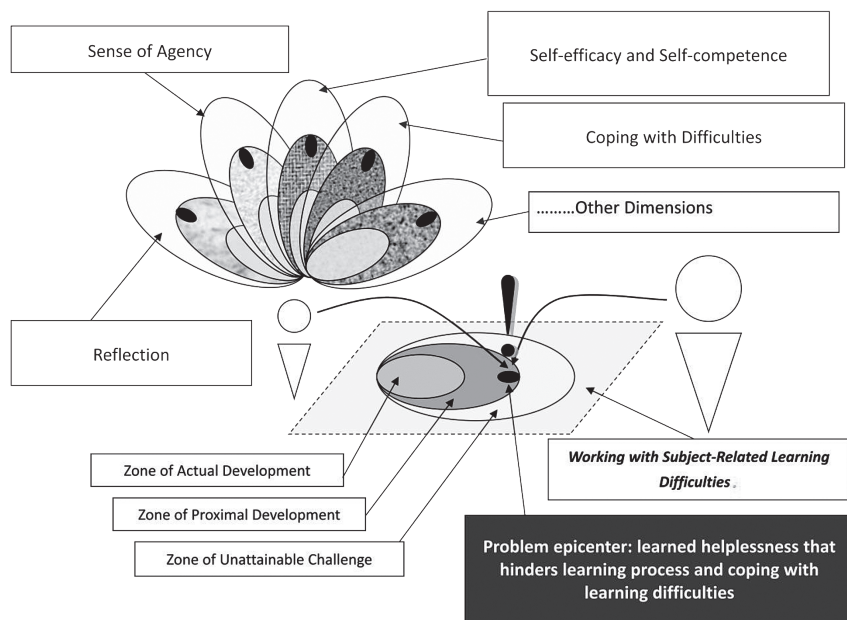 Sense of Agency
Self-efficacy and Self-competence
Coping with Difficulties
.........Other Dimensions
Reflection
Zone of Actual Development
Zone of Proximal Development
Zone of Unattainable Challenge
Working with Subject-Related Learning
Difficulties .
Problem epicenter: learned helplessness that
hinders learning process and coping with
learning difficulties